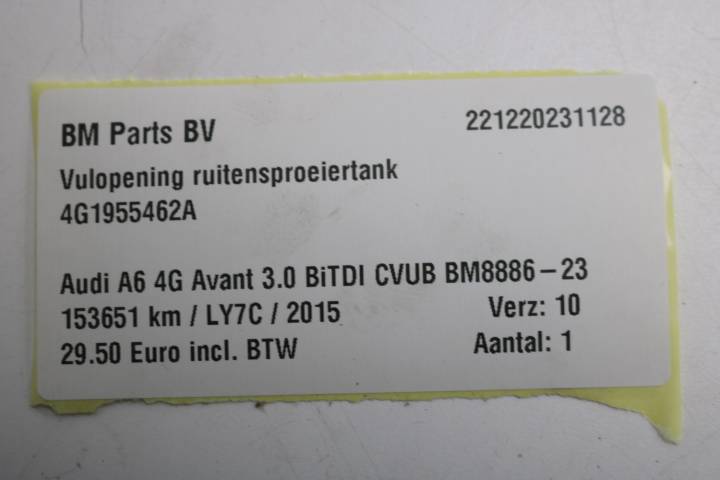 BM Parts BV 221220231128
Vulopening ruitensproeiertank
4G1955462A
Audi A6 4G Avant 3.0 BiTDI CVUB BM8886-23
153651 km / LY7C / 2015 Verz: 10
29.50 Euro incl. BTW Aantal: 1